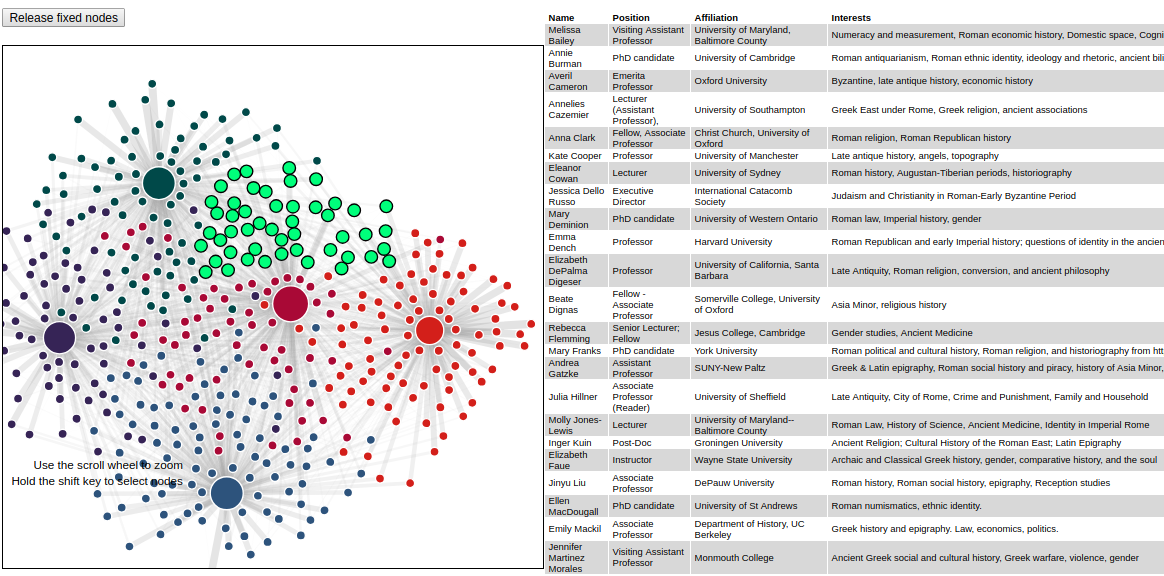 Release fixed nodes
Use the scroll wheel to zoom
Hold the shift key to select nodes
Name Position Affiliation Interests
Melissa Bailey Visiting Assistant Professor University of Maryland, Baltimore County Numeracy and measurement, Roman economic history, Domestic space, Cogni
Annie Burman PhD candidate University of Cambridge Roman antiquarianism, Roman ethnic identity, ideology and rhetoric, ancient bili
Averil Cameron Emerita Professor Oxford University Byzantine, late antique history, economic history
Annelies Cazemier Lecturer (Assistant Professor), University of Southampton Greek East under Rome, Greek religion, ancient associations
Anna Clark Fellow, Associate Professor Christ Church, University of Oxford Roman religion, Roman Republican history
Kate Cooper Professor University of Manchester Late antique history, angels, topography
Eleanor Cowan Lecturer University of Sydney Roman history, Augustan-Tiberian periods, historiography
Jessica Dello Russo Executive Director International Catacomb Society Judaism and Christianity in Roman-Early Byzantine Period
Mary Deminion PhD candidate University of Western Ontario Roman law, Imperial history, gender
Emma Dench Professor Harvard University Roman Republican and early Imperial history; questions of identity in the ancien
Elizabeth DePalma Digeser Professor University of California, Santa Barbara Late Antiquity, Roman religion, conversion, and ancient philosophy
Beate Dignas Fellow - Associate Professor Somerville College, University of Oxford Asia Minor, religious history
Rebecca Flemming Senior Lecturer; Fellow Jesus College, Cambridge Gender studies, Ancient Medicine
Mary Franks PhD candidate York University Roman political and cultural history, Roman religion, and historiography from htt
Andrea Gatzke Assistant Professor SUNY-New Paltz Greek & Latin epigraphy, Roman social history and piracy, history of Asia Minor,
Julia Hillner Associate Professor (Reader) University of Sheffield Late Antiquity, City of Rome, Crime and Punishment, Family and Household
Molly Jones-Lewis Lecturer University of Maryland--Baltimore County Roman Law, History of Science, Ancient Medicine, Identity in Imperial Rome
Inger Kuin Post-Doc Groningen University Ancient Religion; Cultural History of the Roman East; Latin Epigraphy
Elizabeth Faue Instructor Wayne State University Archaic and Classical Greek history, gender, comparative history, and the soul
Jinyu Liu Associate Professor DePauw University Roman history, Roman social history, epigraphy, Reception studies
Ellen MacDougall PhD candidate University of St Andrews Roman numismatics, ethnic identity.
Emily Mackil Associate Professor Department of History, UC Berkeley Greek history and epigraphy. Law, economics, politics.
Jennifer Martinez Morales Visiting Assistant Professor Monmouth College Ancient Greek social and cultural history, Greek warfare, violence, gender